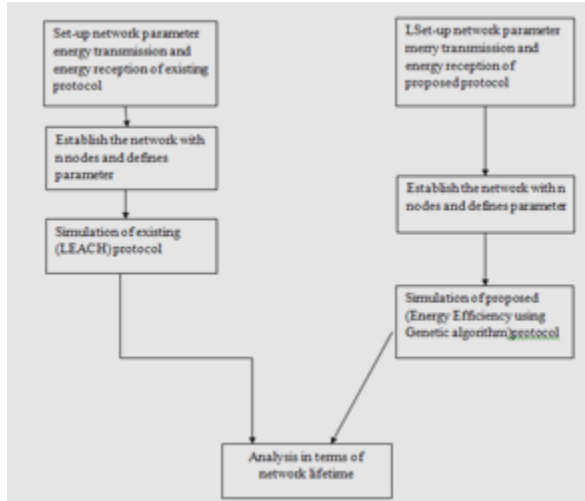 Set-up network parameter
energy transmission and
energy reception of existing
protocol
Establish the network with
n nodes and defines
parameter
Simulation of existing
(LEACH) protocol
LSet-up network parameter
merry transmission and
energy reception of
proposed protocol
Establish the network with n
nodes and defines parameter
Simulation of proposed
(Energy Efficiency using
Genetic algorithm)protocol
Analysis in terms of
network lifetime